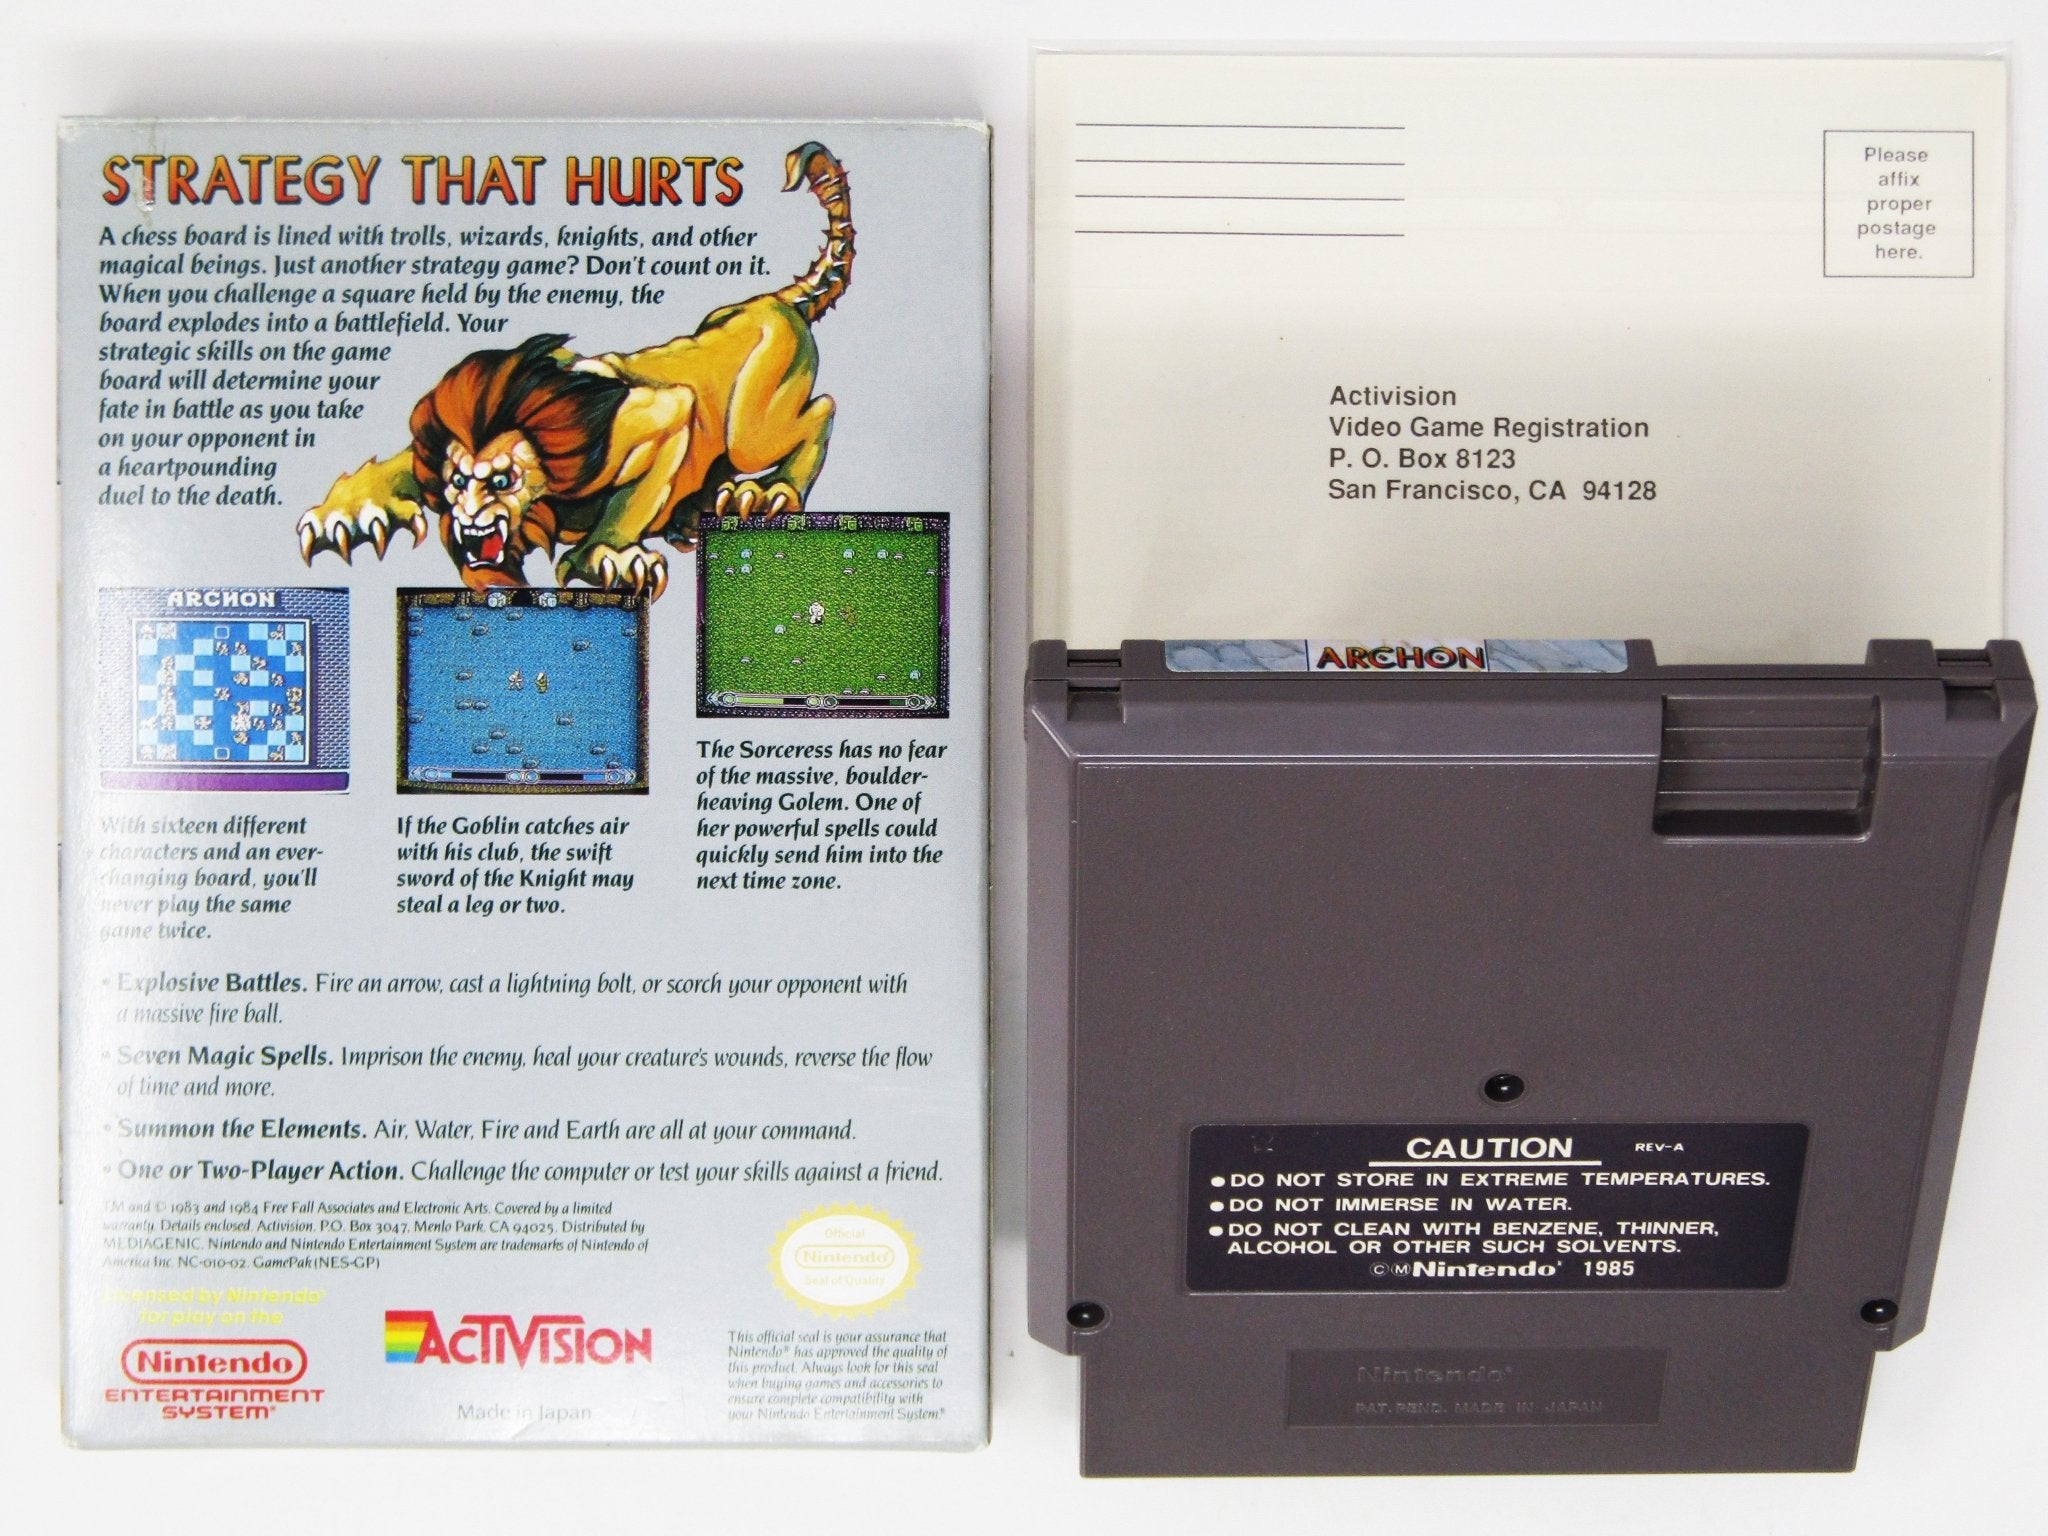 STRATEGY THAT HURTS
A chess board is lined with trolls, wizards, knights, and other
magical beings. Just another strategy game? Don't count on it.
When you challenge a square held by the enemy, the
board explodes into a battlefield. Your
strategic skills on the game
board will determine your
fate in battle as you take
on your opponent in
a heartpounding
duel to the death.
ARCHON
With sixteen different
characters and an ever-
changing board, you'll
never play the same
game twice.
If the Goblin catches air
with his club, the swift
sword of the Knight may
steal a leg or two.
The Sorceress has no fear
of the massive, boulder-
heaving Golem. One of
her powerful spells could
quickly send him into the
next time zone.
• Explosive Battles. Fire an arrow, cast a lightning bolt, or scorch your opponent with
a massive fire ball.
• Seven Magic Spells. Imprison the enemy, heal your creature's wounds, reverse the flow
of time and more.
• Summon the Elements. Air, Water, Fire and Earth are all at your command.
• One or Two-Player Action. Challenge the computer or test your skills against a friend.
TM and © 1983 and 1984 Free Fall Associates and Electronic Arts. Covered by a limited
warranty. Details enclosed. Activision, P.O. Box 3047, Menlo Park, CA 94025. Distributed by
MEDIAGENIC. Nintendo and Nintendo Entertainment System are trademarks of Nintendo of
America Inc. NC-010-02. GamePak (NES-GP)
Licensed by Nintendo®
for play on the
Nintendo
ENTERTAINMENT
SYSTEM®
ACTIVISION
Made in Japan
Official
Nintendo
Seal of Quality
This official seal is your assurance that
Nintendo® has approved the quality of
this product. Always look for this seal
when buying games and accessories to
ensure complete compatibility with
your Nintendo Entertainment System.®
Please
affix
proper
postage
here.
Activision
Video Game Registration
P. O. Box 8123
San Francisco, CA 94128
ARCHON
CAUTION REV-A
● DO NOT STORE IN EXTREME TEMPERATURES.
● DO NOT IMMERSE IN WATER.
● DO NOT CLEAN WITH BENZENE, THINNER,
ALCOHOL OR OTHER SUCH SOLVENTS.
©Ⓜ Nintendo® 1985
Nintendo®
PAT. PEND. MADE IN JAPAN